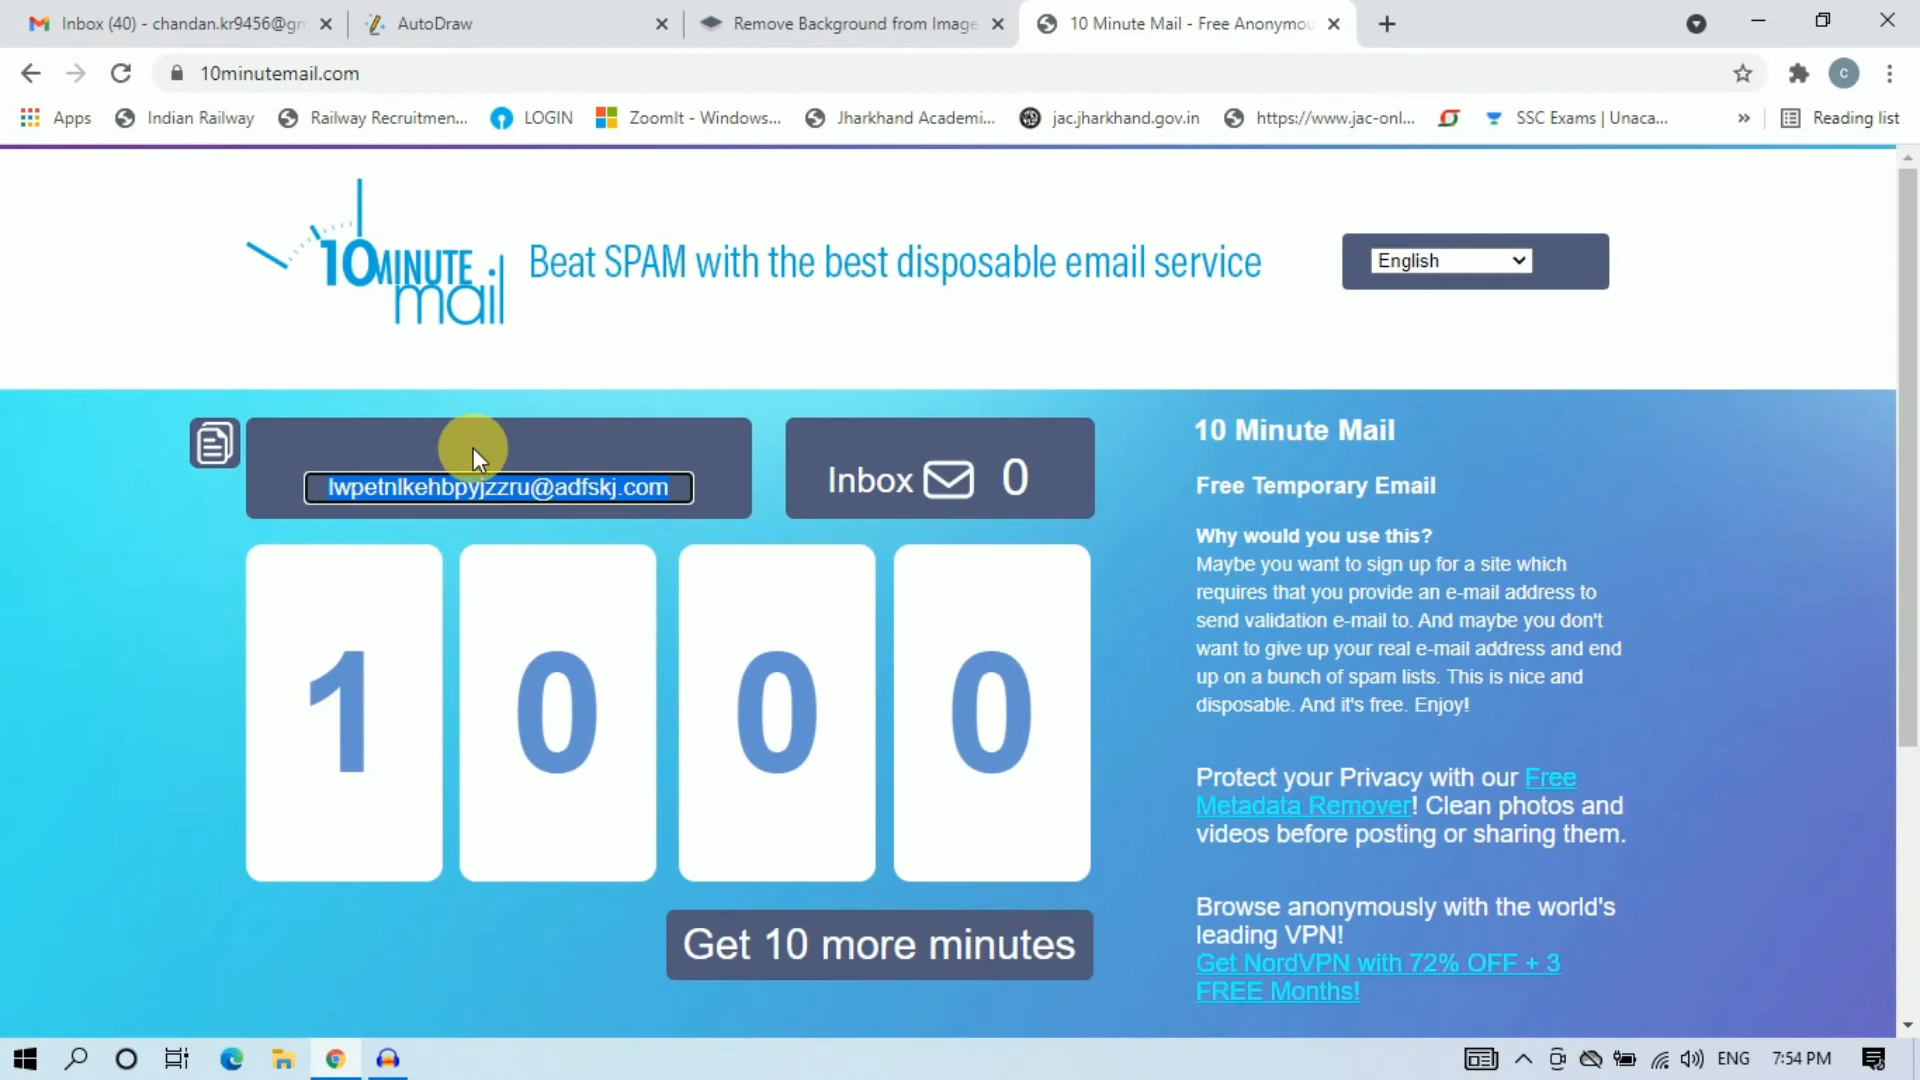 Inbox (40) - chandan.kr9456@gm
AutoDraw
Remove Background from Image
10 Minute Mail - Free Anonymou
10minutemail.com
C
Apps
Indian Railway
Railway Recruitmen...
LOGIN
ZoomIt - Windows...
Jharkhand Academi...
jac.jharkhand.gov.in
https://www.jac-onl...
SSC Exams | Unaca...
»
Reading list
10MINUTE
mail
Beat SPAM with the best disposable email service
English
lwpetnlkehbpyjzzru@adfskj.com
Inbox 0
1 0 0 0
Get 10 more minutes
10 Minute Mail
Free Temporary Email
Why would you use this?
Maybe you want to sign up for a site which
requires that you provide an e-mail address to
send validation e-mail to. And maybe you don't
want to give up your real e-mail address and end
up on a bunch of spam lists. This is nice and
disposable. And it's free. Enjoy!
Protect your Privacy with our Free
Metadata Remover! Clean photos and
videos before posting or sharing them.
Browse anonymously with the world's
leading VPN!
Get NordVPN with 72% OFF + 3
FREE Months!
ENG
7:54 PM